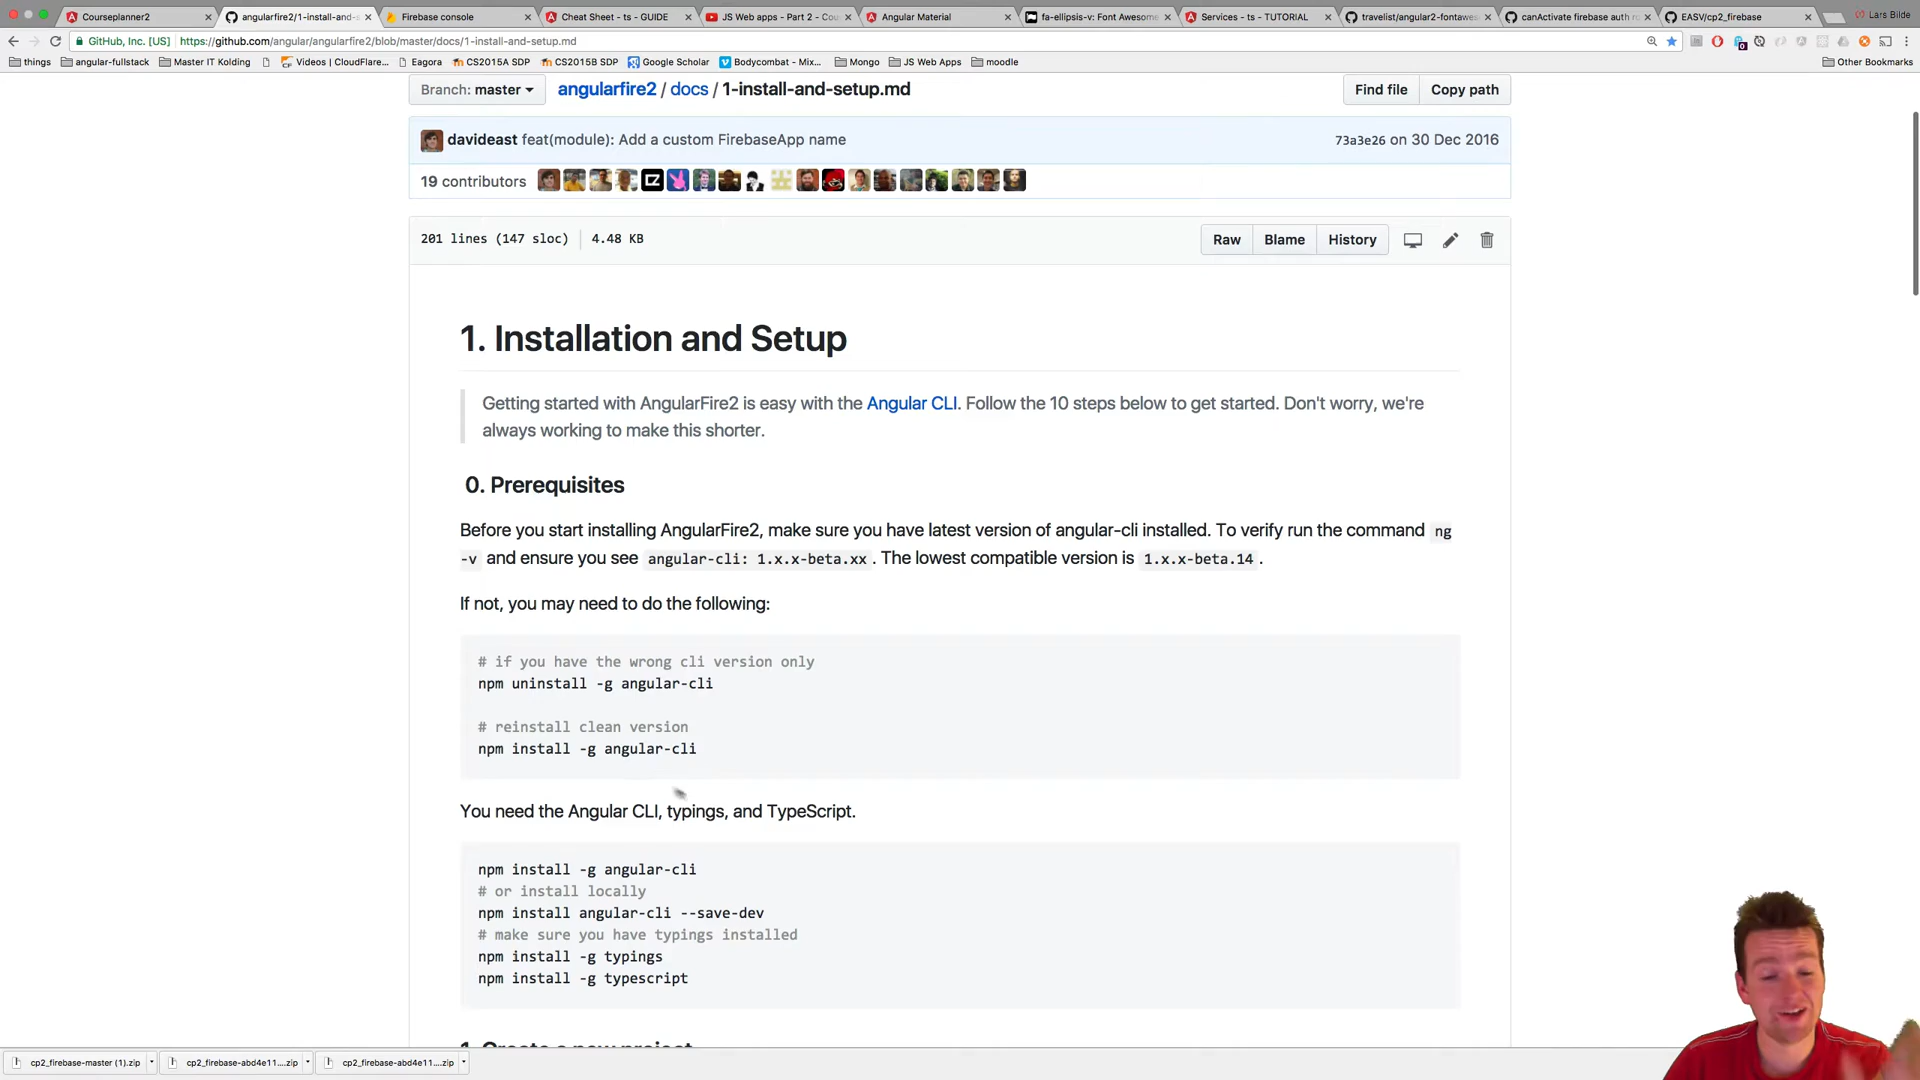 Courseplanner2
angularfire2/1-install-and-s
Firebase console
Cheat Sheet - ts - GUIDE
JS Web apps - Part 2 - Cou
Angular Material
fa-ellipsis-v: Font Awesome
Services - ts - TUTORIAL
travelist/angular2-fontawes
canActivate firebase auth n
EASV/cp2_firebase
Lars Bilde
GitHub, Inc. [US] https://github.com/angular/angularfire2/blob/master/docs/1-install-and-setup.md
things angular-fullstack Master IT Kolding Videos | CloudFlare... Eagora CS2015A SDP CS2015B SDP Google Scholar Bodycombat - Mix... Mongo JS Web Apps moodle Other Bookmarks
Branch: master angularfire2 / docs / 1-install-and-setup.md Find file Copy path
davideast feat(module): Add a custom FirebaseApp name 73a3e26 on 30 Dec 2016
19 contributors
201 lines (147 sloc) 4.48 KB Raw Blame History
1. Installation and Setup
Getting started with AngularFire2 is easy with the Angular CLI. Follow the 10 steps below to get started. Don't worry, we're
always working to make this shorter.
0. Prerequisites
Before you start installing AngularFire2, make sure you have latest version of angular-cli installed. To verify run the command ng
-v and ensure you see angular-cli: 1.x.x-beta.xx. The lowest compatible version is 1.x.x-beta.14.
If not, you may need to do the following:
# if you have the wrong cli version only
npm uninstall -g angular-cli
# reinstall clean version
npm install -g angular-cli
You need the Angular CLI, typings, and TypeScript.
npm install -g angular-cli
# or install locally
npm install angular-cli --save-dev
# make sure you have typings installed
npm install -g typings
npm install -g typescript
1. Create a new project
cp2_firebase-master (1).zip cp2_firebase-abd4e11....zip cp2_firebase-abd4e11....zip